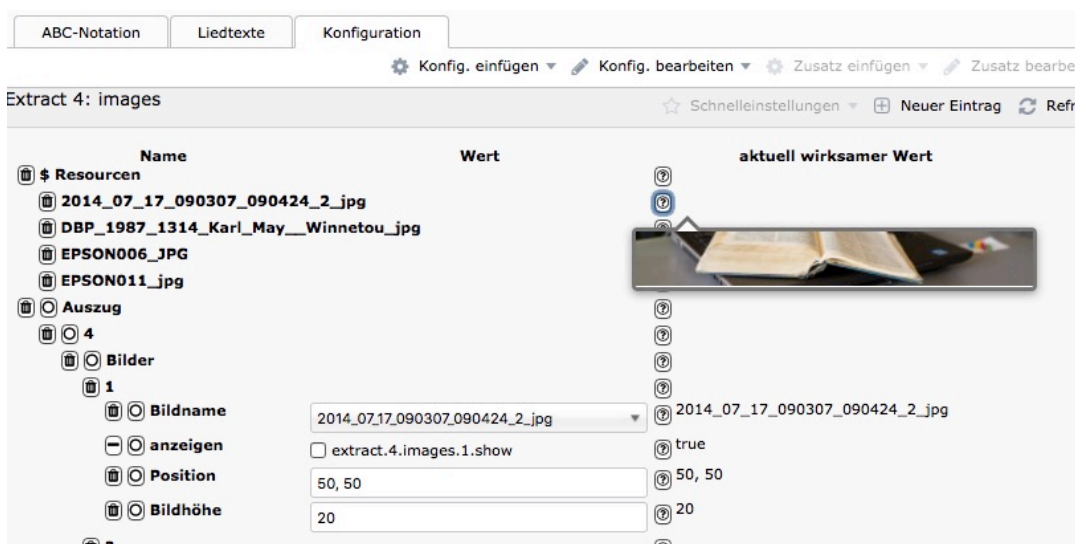 ABC-Notation Liedtexte Konfiguration
Konfig. einfügen Konfig. bearbeiten Zusatz einfügen Zusatz bearbe
Extract 4: images Schnelleinstellungen Neuer Eintrag Refr
Name Wert aktuell wirksamer Wert
$ Resourcen
2014_07_17_090307_090424_2_jpg
DBP_1987_1314_Karl_May__Winnetou_jpg
EPSON006_JPG
EPSON011_jpg
Auszug
4
Bilder
1
Bildname 2014_07_17_090307_090424_2_jpg 2014_07_17_090307_090424_2_jpg
anzeigen extract.4.images.1.show true
Position 50, 50 50, 50
Bildhöhe 20 20